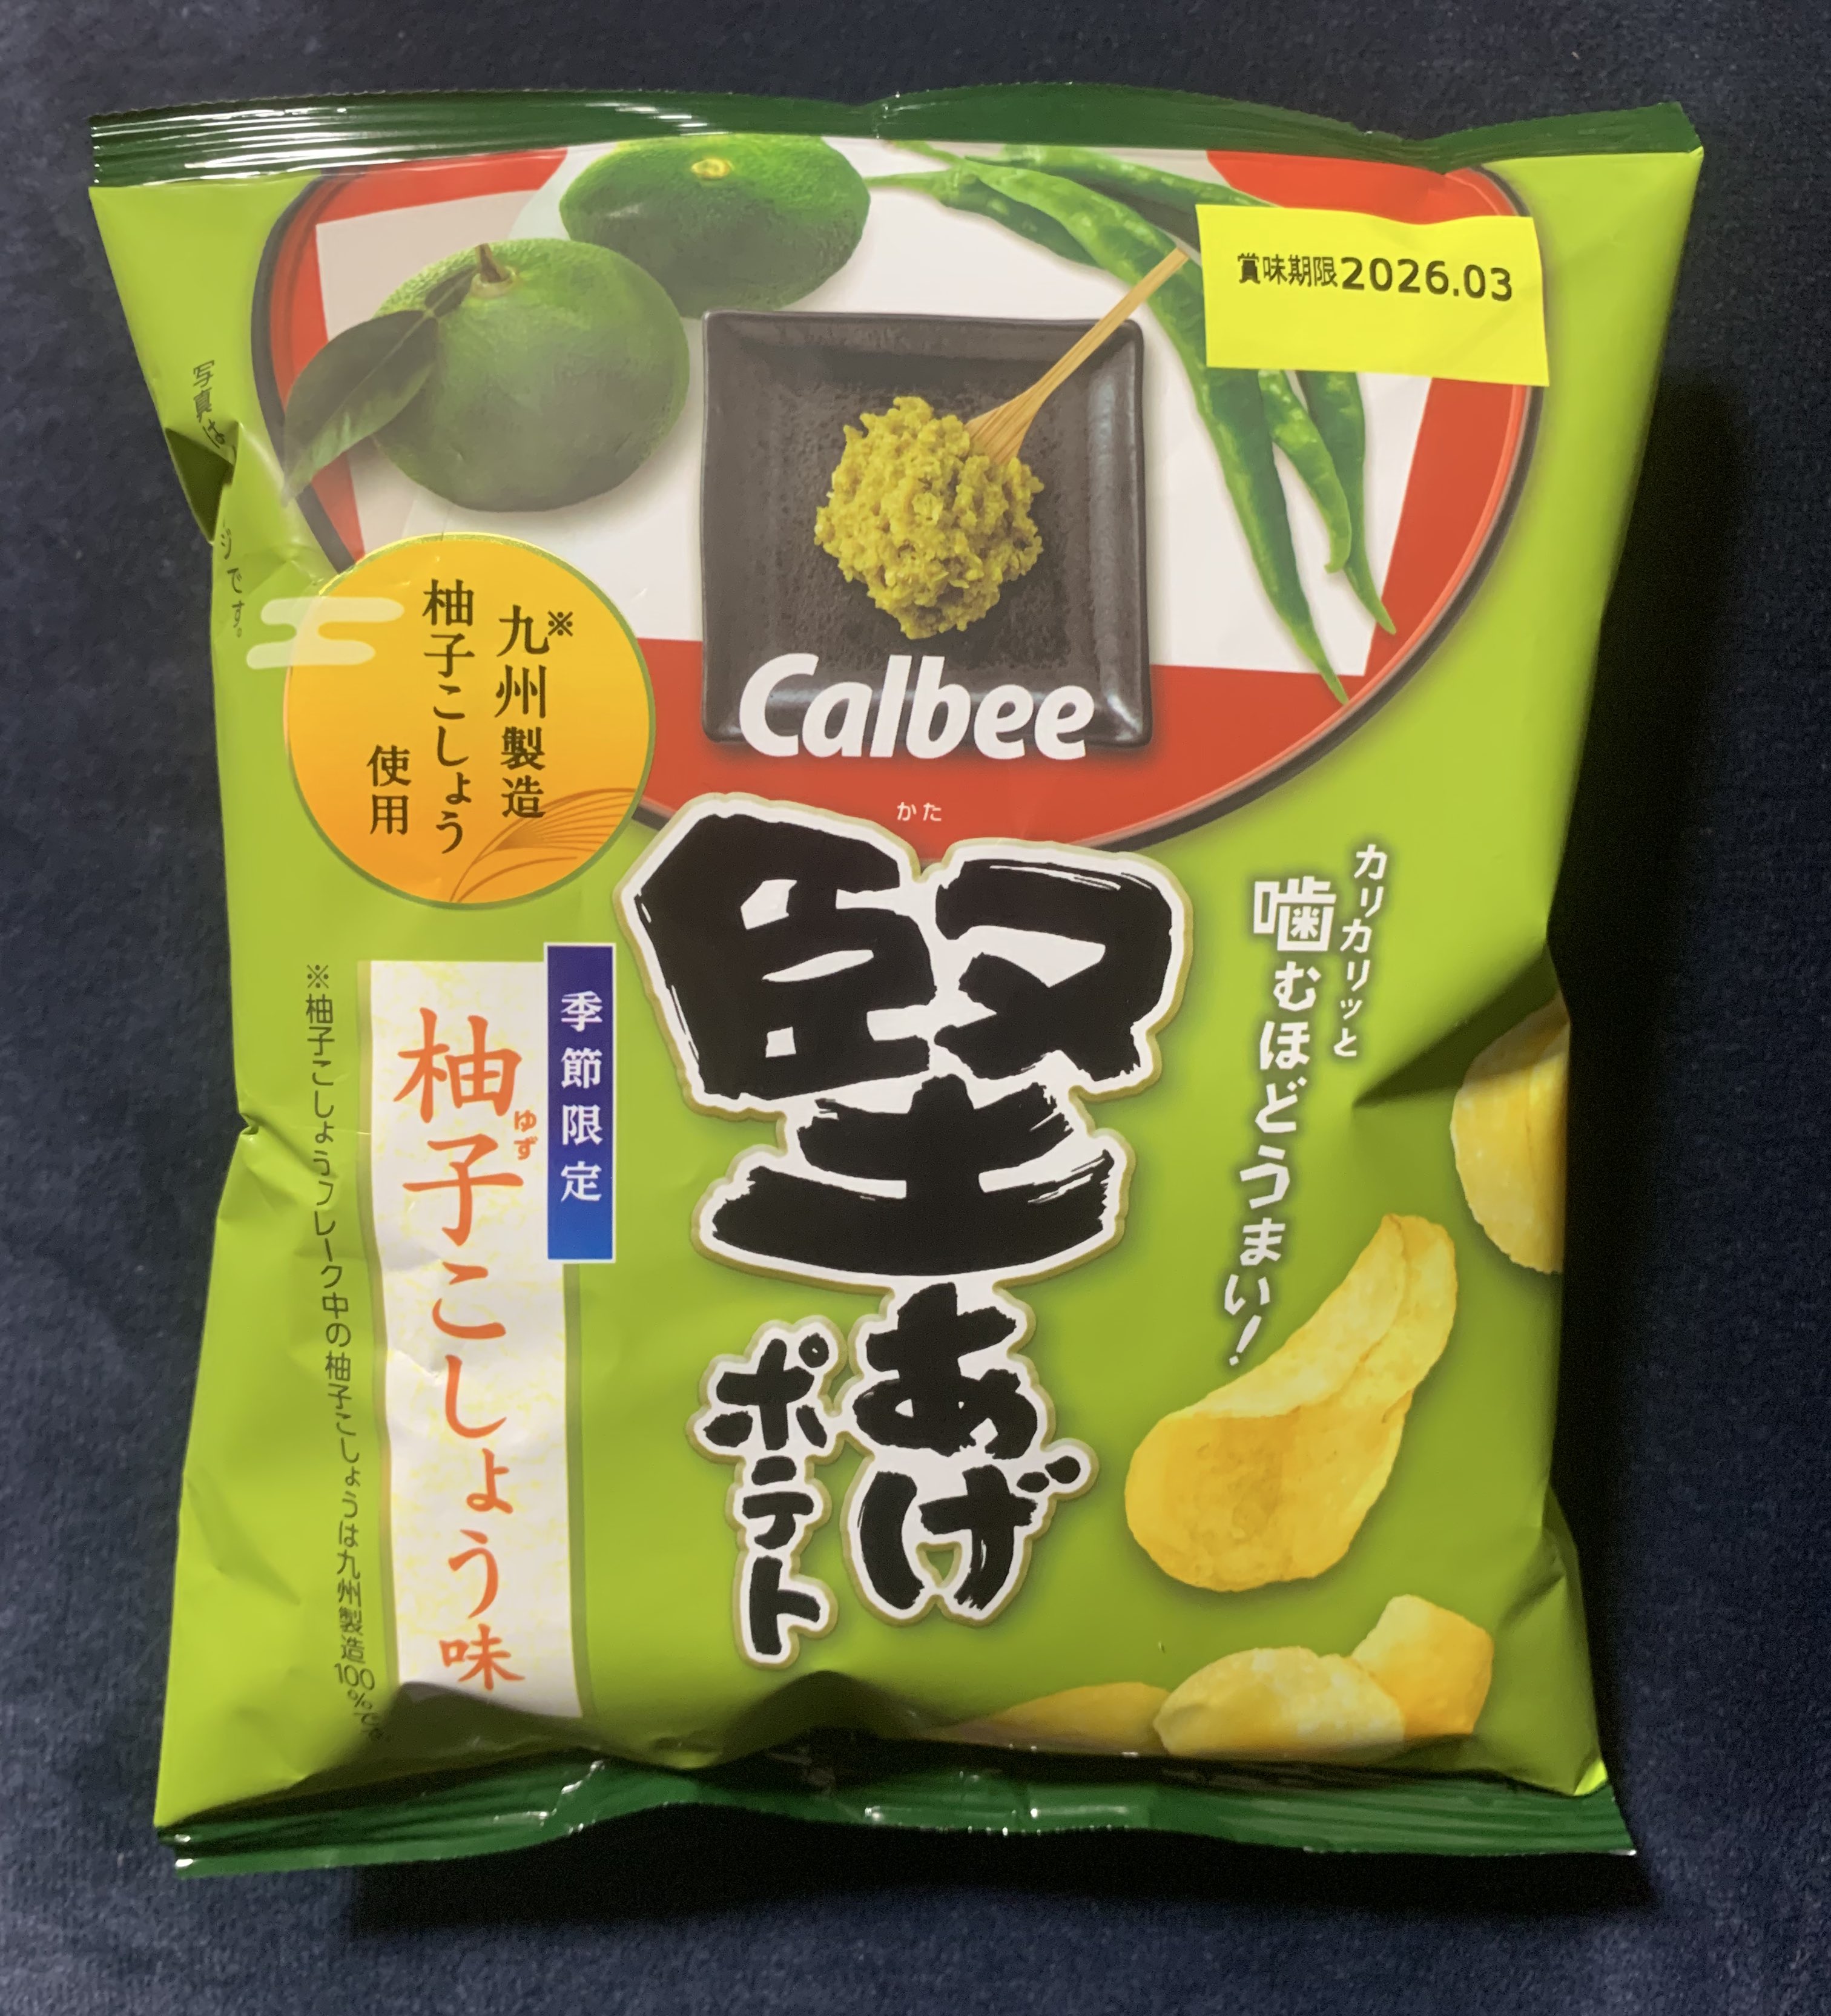 賞味期限2026.03
Calbee
※九州製造
柚子こしょう
使用
かた
堅あげ
ポテト
カリカリッと
噛むほどうまい!
季節限定
柚子こしょう味
ゆず
※柚子こしょうフレーク中の柚子こしょうは九州製造100%
写真は
ジです。